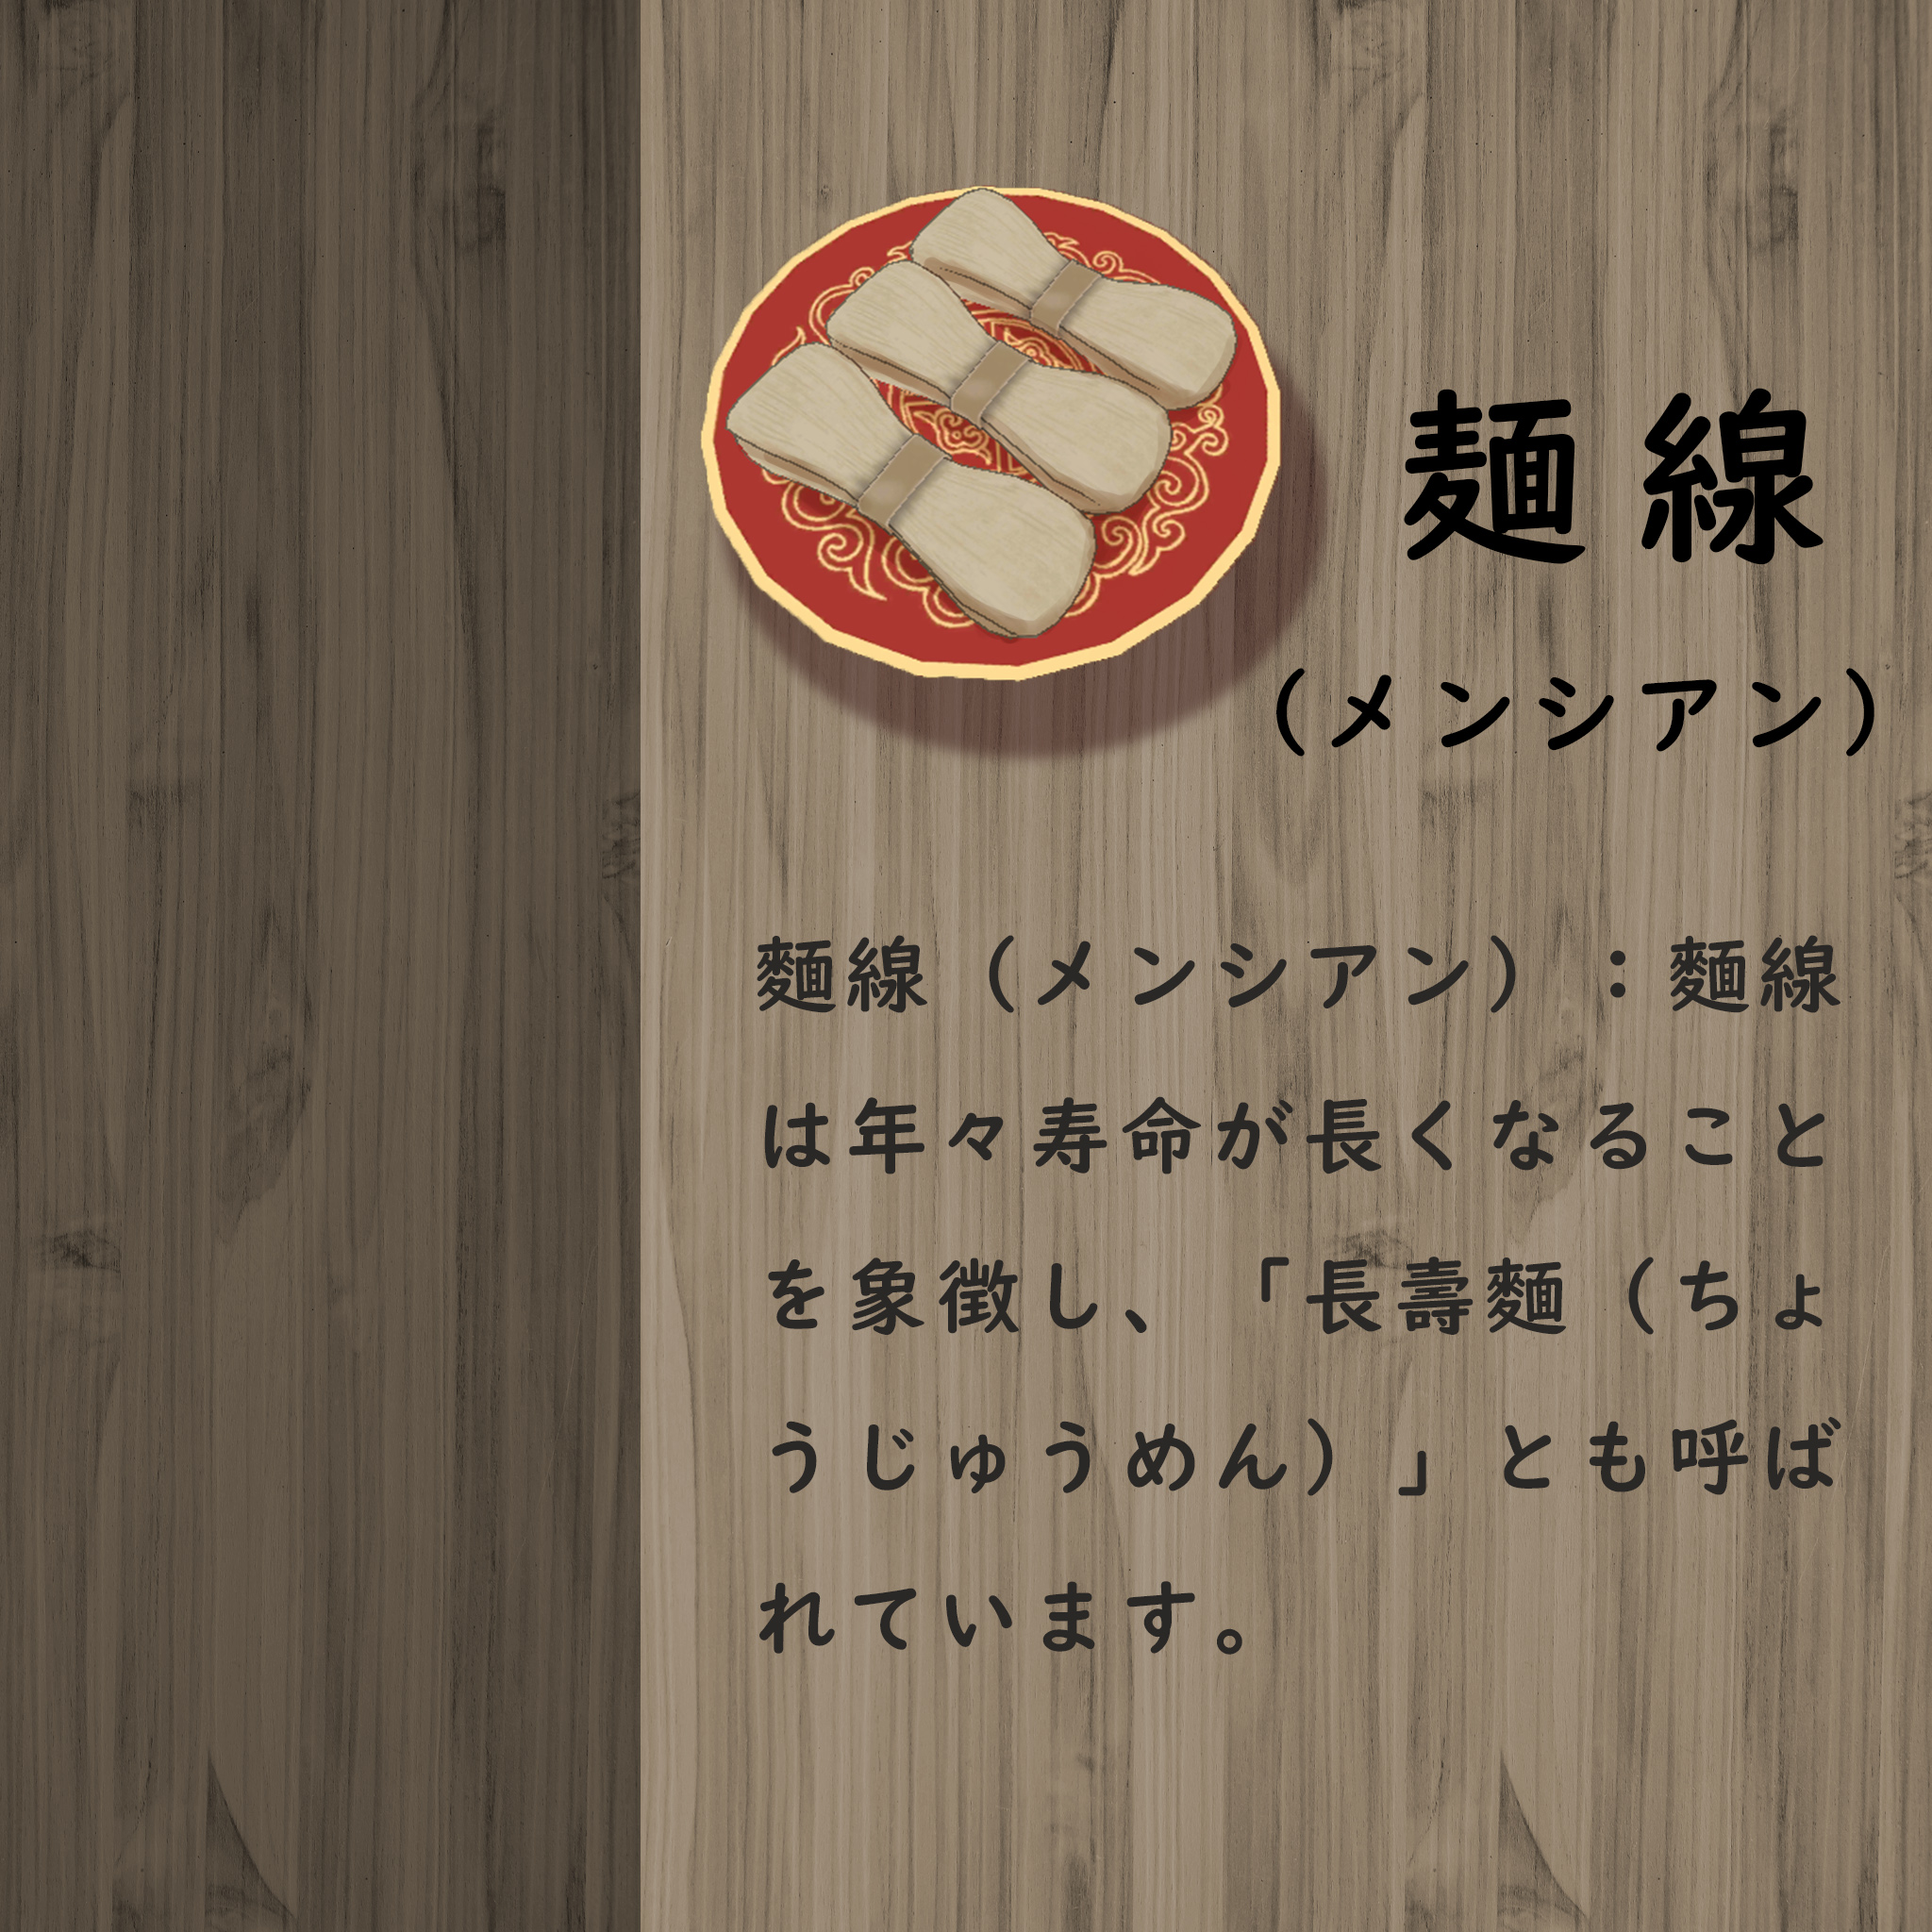 麺線
（メンシアン）
麵線（メンシアン）：麵線
は年々寿命が長くなること
を象徴し、「長壽麵（ちょ
うじゅうめん）」とも呼ば
れています。